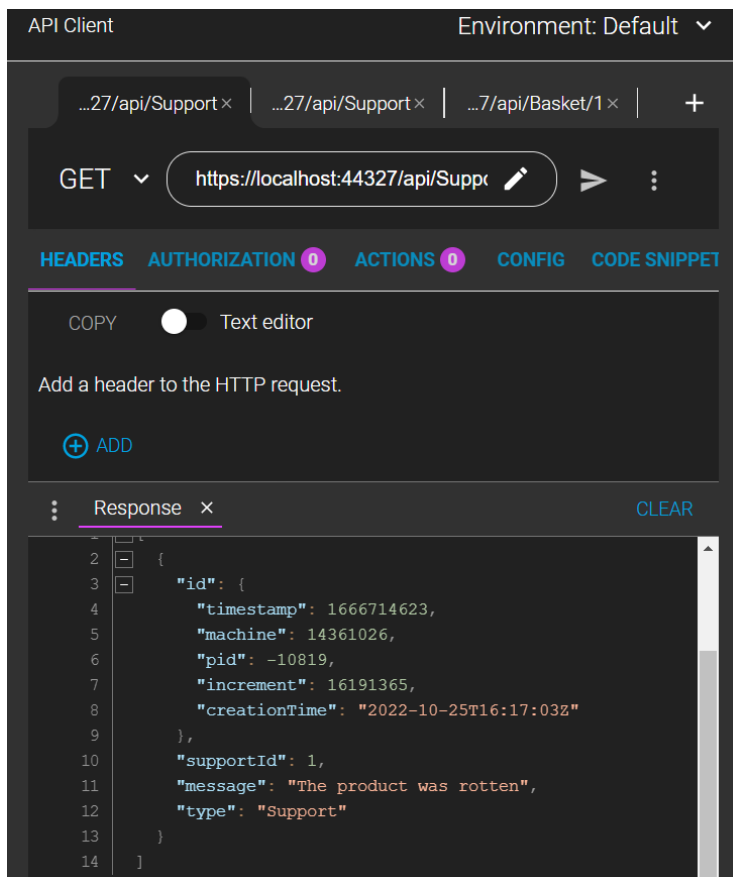 API Client Environment: Default
...27/api/Support × ...27/api/Support × ...7/api/Basket/1 × +
GET https://localhost:44327/api/Suppo
HEADERS AUTHORIZATION 0 ACTIONS 0 CONFIG CODE SNIPPET
COPY Text editor
Add a header to the HTTP request.
ADD
Response × CLEAR
1 [
2 {
3 "id": {
4 "timestamp": 1666714623,
5 "machine": 14361026,
6 "pid": -10819,
7 "increment": 16191365,
8 "creationTime": "2022-10-25T16:17:03Z"
9 },
10 "supportId": 1,
11 "message": "The product was rotten",
12 "type": "Support"
13 }
14 ]